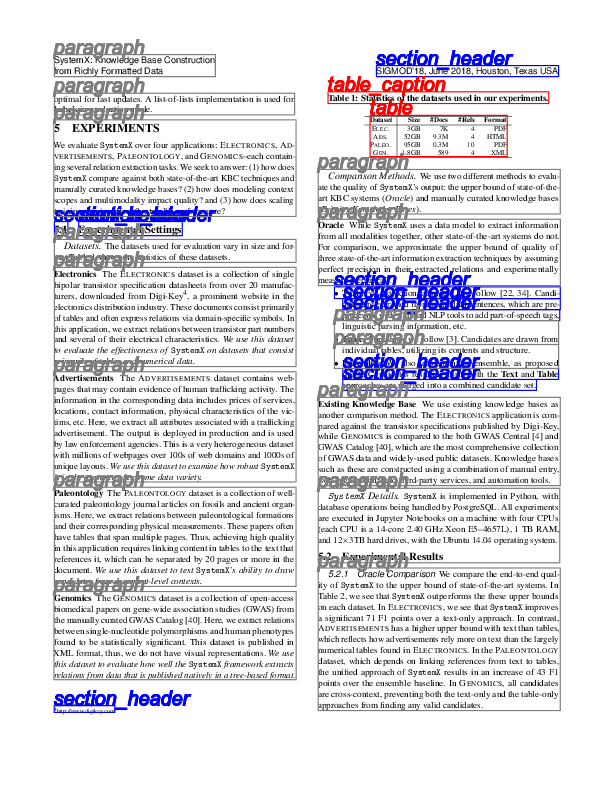 paragraph
SystemX: Knowledge Base Construction
from Richly Formatted Data
section_header
SIGMOD'18, June 2018, Houston, Texas USA
paragraph
optimal for fast updates. A list-of-lists implementation is used for
paragraph
5 EXPERIMENTS
We evaluate SystemX over four applications: ELECTRONICS, AD-
VERTISEMENTS, PALEONTOLOGY, and GENOMICS–each contain-
ing several relation extraction tasks. We seek to answer: (1) how does
SystemX compare against both state-of-the-art KBC techniques and
manually curated knowledge bases? (2) how does modeling context
scopes and multimodality impact quality? and (3) how does scaling
section_header
Settings
paragraph
Datasets. The datasets used for evaluation vary in size and for-
statistics of these datasets.
paragraph
Electronics The ELECTRONICS dataset is a collection of single
bipolar transistor specification datasheets from over 20 manufac-
turers, downloaded from Digi-Key4, a prominent website in the
electronics distribution industry. These documents consist primarily
of tables and often express relations via domain-specific symbols. In
this application, we extract relations between transistor part numbers
and several of their electrical characteristics. We use this dataset
to evaluate the effectiveness of SystemX on datasets that consist
numerical data.
paragraph
Advertisements The ADVERTISEMENTS dataset contains web-
pages that may contain evidence of human trafficking activity. The
information in the corresponding data includes prices of services,
locations, contact information, physical characteristics of the vic-
tims, etc. Here, we extract all attributes associated with a trafficking
advertisement. The output is deployed in production and is used
by law enforcement agencies. This is a very heterogeneous dataset
with millions of webpages over 100s of web domains and 1000s of
unique layouts. We use this dataset to examine how robust SystemX
data variety.
paragraph
Paleontology The PALEONTOLOGY dataset is a collection of well-
curated paleontology journal articles on fossils and ancient organ-
isms. Here, we extract relations between paleontological formations
and their corresponding physical measurements. These papers often
have tables that span multiple pages. Thus, achieving high quality
in this application requires linking content in tables to the text that
references it, which can be separated by 20 pages or more in the
document. We use this dataset to test SystemX's ability to draw
document-level contexts.
paragraph
Genomics The GENOMICS dataset is a collection of open-access
biomedical papers on gene-wide association studies (GWAS) from
the manually curated GWAS Catalog [40]. Here, we extract relations
between single-nucleotide polymorphisms and human phenotypes
found to be statistically significant. This dataset is published in
XML format, thus, we do not have visual representations. We use
this dataset to evaluate how well the SystemX framework extracts
relations from data that is published natively in a tree-based format.
section_header
table_caption
Table 1: Statistics of the datasets used in our experiments.
table
Dataset Size #Docs #Rels Format
ELEC. 3GB 7K 4 PDF
ADS. 52GB 9.3M 4 HTML
PALEO. 95GB 0.3M 10 PDF
GEN. 1.8GB 589 4 XML
paragraph
Comparison Methods. We use two different methods to evalu-
ate the quality of SystemX's output: the upper bound of state-of-the-
art KBC systems (Oracle) and manually curated knowledge bases
paragraph
Oracle While SystemX uses a data model to extract information
from all modalities together, other state-of-the-art systems do not.
For comparison, we approximate the upper bound of quality of
three state-of-the-art information extraction techniques by assuming
perfect precision in their extracted relations and experimentally
section_header
follow [22, 34]. Candi-
section_header
sentences, which are pre-
paragraph
NLP tools to add part-of-speech tags,
linguistic parsing information, etc.
paragraph
follow [3]. Candidates are drawn from
individual tables, utilizing its contents and structure.
section_header
ensemble, as proposed
section_header
the Text and Table
into a combined candidate set.
paragraph
Existing Knowledge Base We use existing knowledge bases as
another comparison method. The ELECTRONICS application is com-
pared against the transistor specifications published by Digi-Key,
while GENOMICS is compared to the both GWAS Central [4] and
GWAS Catalog [40], which are the most comprehensive collection
of GWAS data and widely-used public datasets. Knowledge bases
such as these are constructed using a combination of manual entry,
third-party services, and automation tools.
paragraph
SystemX Details. SystemX is implemented in Python, with
database operations being handled by PostgreSQL. All experiments
are executed in Jupyter Notebooks on a machine with four CPUs
(each CPU is a 14-core 2.40 GHz Xeon E5–4657L), 1 TB RAM,
and 12×3TB hard drives, with the Ubuntu 14.04 operating system.
5.2 Experimental Results
paragraph
5.2.1 Oracle Comparison We compare the end-to-end qual-
ity of SystemX to the upper bound of state-of-the-art systems. In
Table 2, we see that SystemX outperforms the these upper bounds
on each dataset. In ELECTRONICS, we see that SystemX improves
a significant 71 F1 points over a text-only approach. In contrast,
ADVERTISEMENTS has a higher upper bound with text than tables,
which reflects how advertisements rely more on text than the largely
numerical tables found in ELECTRONICS. In the PALEONTOLOGY
dataset, which depends on linking references from text to tables,
the unified approach of SystemX results in an increase of 43 F1
points over the ensemble baseline. In GENOMICS, all candidates
are cross-context, preventing both the text-only and the table-only
approaches from finding any valid candidates.